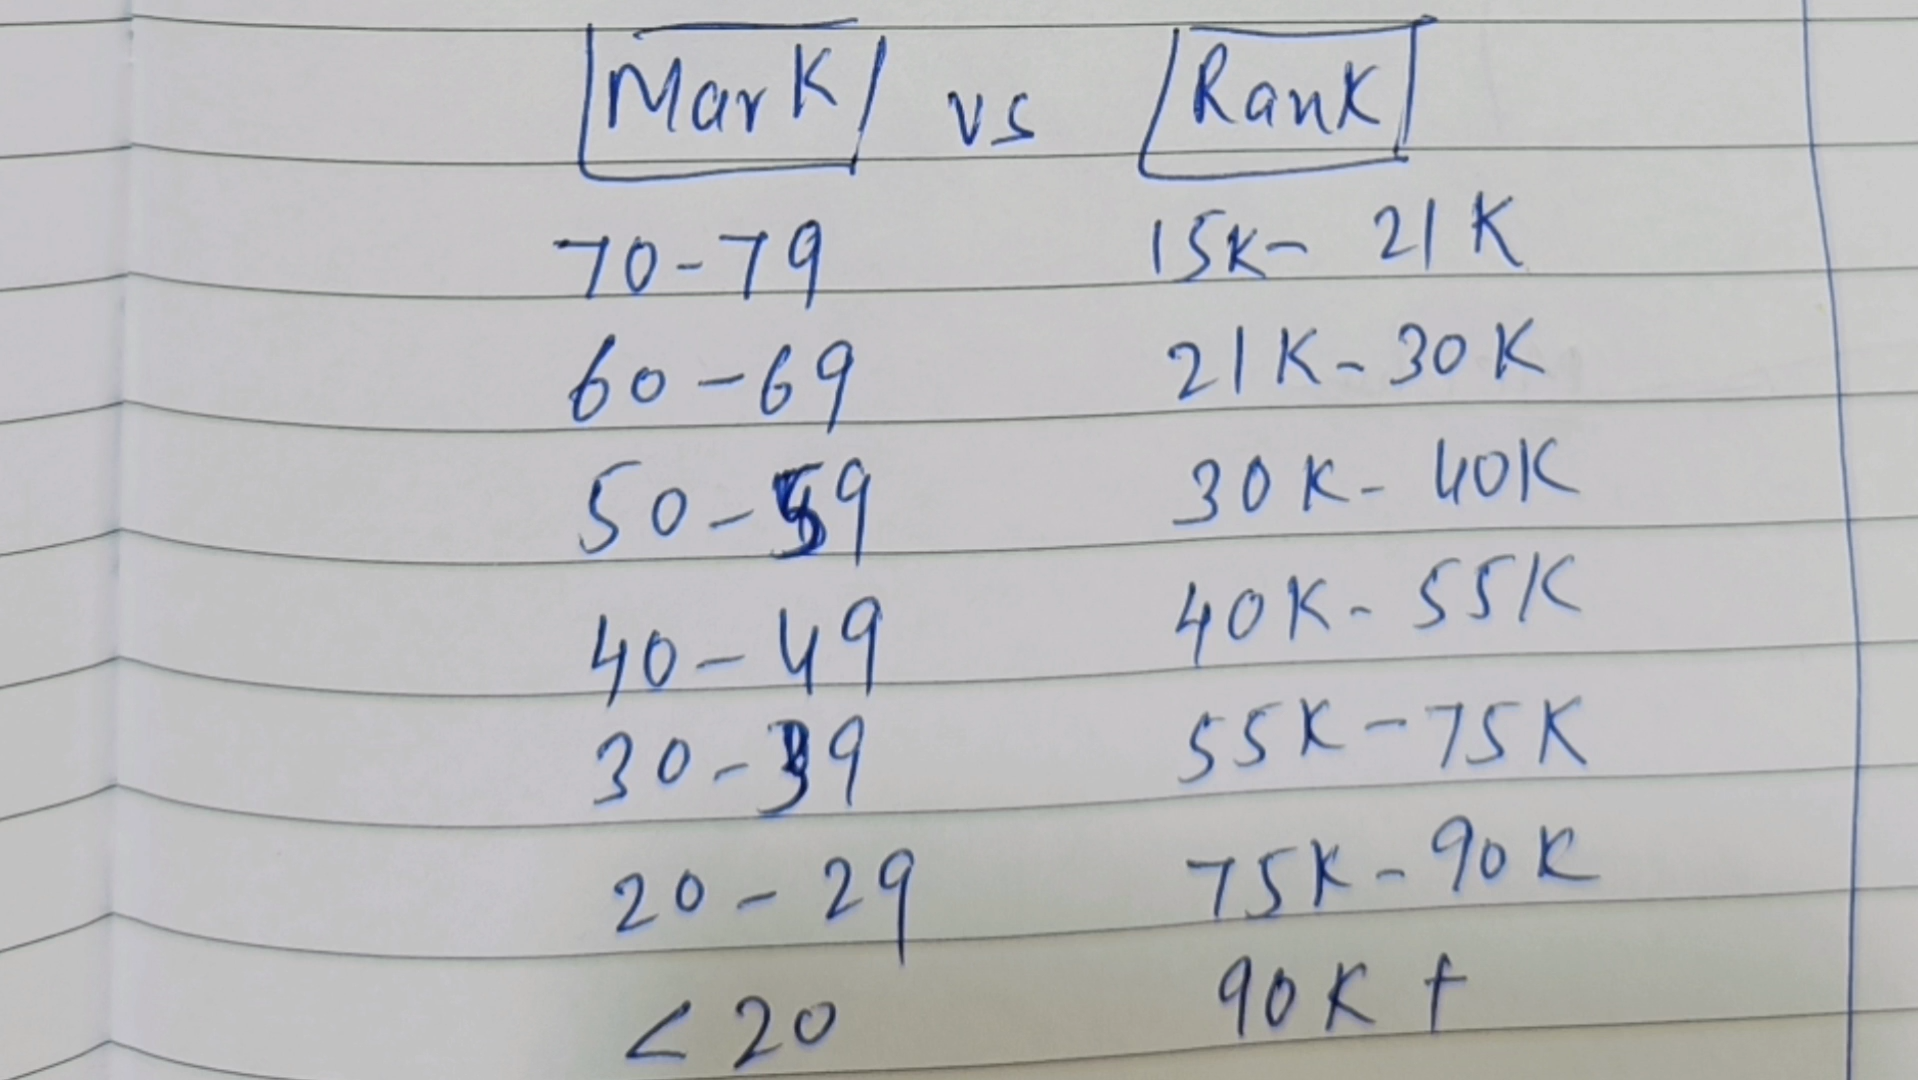 Mark vs Rank
70-79 15K- 21K
60-69 21K-30K
50-59 30K-40K
40-49 40K-55K
30-39 55K-75K
20-29 75K-90K
<20 90K+